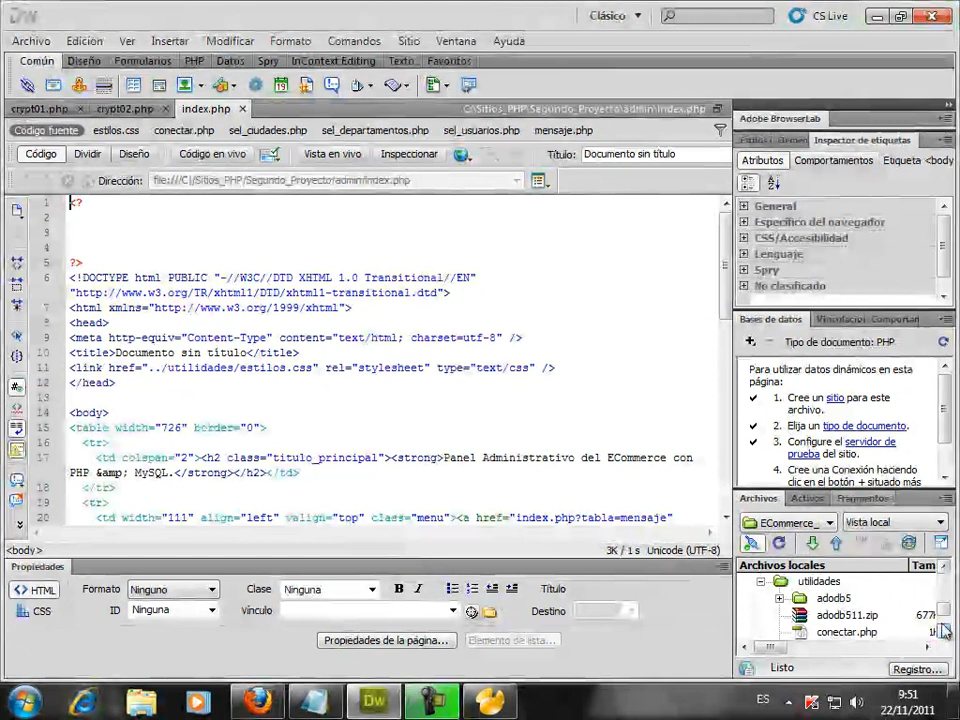 Dw
Clásico
CS Live
Archivo Edición Ver Insertar Modificar Formato Comandos Sitio Ventana Ayuda
Común Diseño Formularios PHP Datos Spry InContext Editing Texto Favoritos
crypt01.php crypt02.php index.php C:\Sitios_PHP\Segundo_Proyecto\admin\index.php
Código fuente estilos.css conectar.php sel_ciudades.php sel_departamentos.php sel_usuarios.php mensaje.php
Código Dividir Diseño Código en vivo Vista en vivo Inspeccionar Título: Documento sin título
Dirección: file:///C|/Sitios_PHP/Segundo_Proyecto/admin/index.php
1 <?
2
3
4
5 ?>
6 <!DOCTYPE html PUBLIC "-//W3C//DTD XHTML 1.0 Transitional//EN"
"http://www.w3.org/TR/xhtml1/DTD/xhtml1-transitional.dtd">
7 <html xmlns="http://www.w3.org/1999/xhtml">
8 <head>
9 <meta http-equiv="Content-Type" content="text/html; charset=utf-8" />
10 <title>Documento sin título</title>
11 <link href="../utilidades/estilos.css" rel="stylesheet" type="text/css" />
12 </head>
13
14 <body>
15 <table width="726" border="0">
16 <tr>
17 <td colspan="2"><h2 class="titulo_principal"><strong>Panel Administrativo del ECommerce con
PHP &amp; MySQL.</strong></h2></td>
18 </tr>
19 <tr>
20 <td width="111" align="left" valign="top" class="menu"><a href="index.php?tabla=mensaje"
<body> 3K / 1 s Unicode (UTF-8)
Propiedades
HTML Formato Ninguno Clase Ninguna B I Título
CSS ID Ninguna Vínculo Destino
Propiedades de la página... Elemento de lista...
Adobe BrowserLab
Inspector de etiquetas
Atributos Comportamientos Etiqueta <body
General
Específico del navegador
CSS/Accesibilidad
Lenguaje
Spry
No clasificado
Bases de datos
Tipo de documento: PHP
Para utilizar datos dinámicos en esta
página:
1. Cree un sitio para este
archivo.
2. Elija un tipo de documento.
3. Configure el servidor de
prueba del sitio.
4. Cree una Conexión haciendo
clic en el botón + situado más
Archivos Activos Fragmentos
ECommerce_ Vista local
Archivos locales Tam
utilidades
adodb5
adodb511.zip 677
conectar.php
Listo Registro...
ES 9:51
22/11/2011